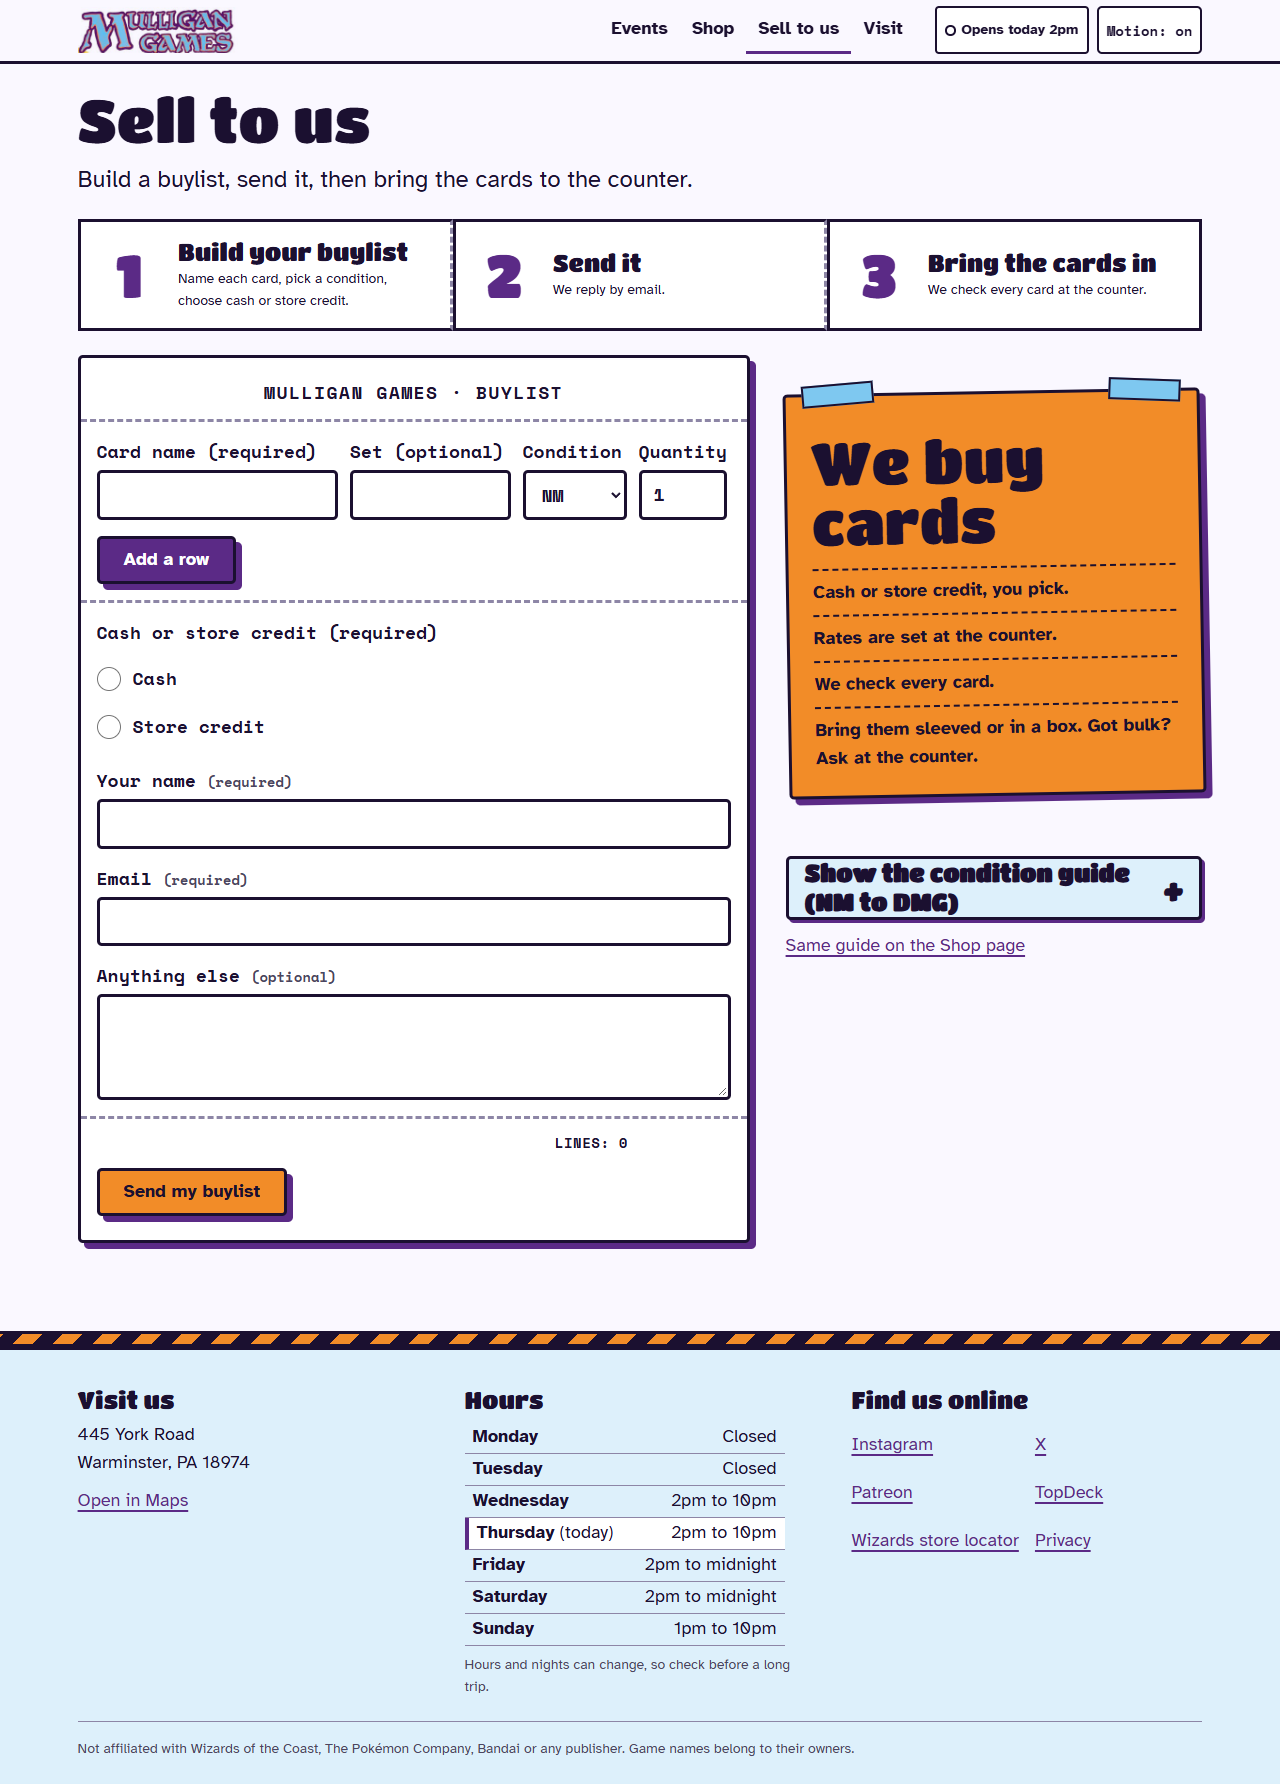 MULLIGAN GAMES
Events Shop Sell to us Visit Opens today 2pm Motion: on
Sell to us
Build a buylist, send it, then bring the cards to the counter.
1 Build your buylist
Name each card, pick a condition,
choose cash or store credit.
2 Send it
We reply by email.
3 Bring the cards in
We check every card at the counter.
MULLIGAN GAMES · BUYLIST
Card name (required) Set (optional) Condition Quantity
NM 1
Add a row
Cash or store credit (required)
Cash
Store credit
Your name (required)
Email (required)
Anything else (optional)
LINES: 0
Send my buylist
We buy
cards
Cash or store credit, you pick.
Rates are set at the counter.
We check every card.
Bring them sleeved or in a box. Got bulk?
Ask at the counter.
Show the condition guide
(NM to DMG) +
Same guide on the Shop page
Visit us
445 York Road
Warminster, PA 18974
Open in Maps
Hours
Monday Closed
Tuesday Closed
Wednesday 2pm to 10pm
Thursday (today) 2pm to 10pm
Friday 2pm to midnight
Saturday 2pm to midnight
Sunday 1pm to 10pm
Hours and nights can change, so check before a long
trip.
Find us online
Instagram X
Patreon TopDeck
Wizards store locator Privacy
Not affiliated with Wizards of the Coast, The Pokémon Company, Bandai or any publisher. Game names belong to their owners.